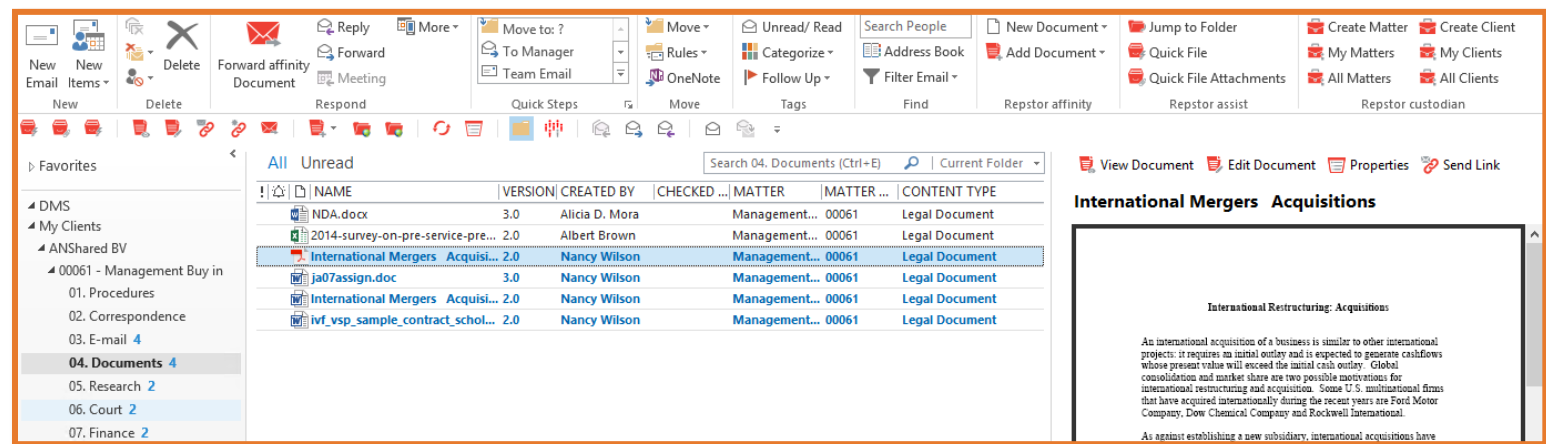 Reply More Move to: ? Move Unread/ Read Search People New Document Jump to Folder Create Matter Create Client
New Email New Items Delete Forward affinity Document Forward To Manager Rules Categorize Address Book Add Document Quick File My Matters My Clients
Meeting Team Email OneNote Follow Up Filter Email Quick File Attachments All Matters All Clients
New Delete Respond Quick Steps Move Tags Find Repstor affinity Repstor assist Repstor custodian
Favorites
DMS
My Clients
ANShared BV
00061 - Management Buy in
01. Procedures
02. Correspondence
03. E-mail 4
04. Documents 4
05. Research 2
06. Court 2
07. Finance 2
All Unread Search 04. Documents (Ctrl+E) Current Folder
! NAME VERSION CREATED BY CHECKED ... MATTER MATTER ... CONTENT TYPE
NDA.docx 3.0 Alicia D. Mora Management... 00061 Legal Document
2014-survey-on-pre-service-pre... 2.0 Albert Brown Management... 00061 Legal Document
International Mergers Acquisi... 2.0 Nancy Wilson Management... 00061 Legal Document
ja07assign.doc 3.0 Nancy Wilson Management... 00061 Legal Document
International Mergers Acquisi... 2.0 Nancy Wilson Management... 00061 Legal Document
ivf_vsp_sample_contract_schol... 2.0 Nancy Wilson Management... 00061 Legal Document
View Document Edit Document Properties Send Link
International Mergers Acquisitions
International Restructuring: Acquisitions
An international acquisition of a business is similar to other international
projects: it requires an initial outlay and is expected to generate cashflows
whose present value will exceed the initial cash outlay. Global
consolidation and market share are two possible motivations for
international restructuring and acquisition. Some U.S. multinational firms
that have acquired internationally during the recent years are Ford Motor
Company, Dow Chemical Company and Rockwell International.
As against establishing a new subsidiary, international acquisitions have